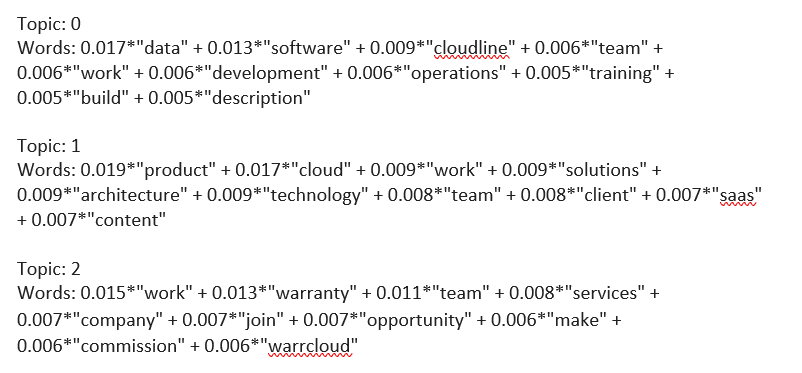 Topic: 0
Words: 0.017*"data" + 0.013*"software" + 0.009*"cloudline" + 0.006*"team" +
0.006*"work" + 0.006*"development" + 0.006*"operations" + 0.005*"training" +
0.005*"build" + 0.005*"description"
Topic: 1
Words: 0.019*"product" + 0.017*"cloud" + 0.009*"work" + 0.009*"solutions" +
0.009*"architecture" + 0.009*"technology" + 0.008*"team" + 0.008*"client" + 0.007*"saas"
+ 0.007*"content"
Topic: 2
Words: 0.015*"work" + 0.013*"warranty" + 0.011*"team" + 0.008*"services" +
0.007*"company" + 0.007*"join" + 0.007*"opportunity" + 0.006*"make" +
0.006*"commission" + 0.006*"warrcloud"